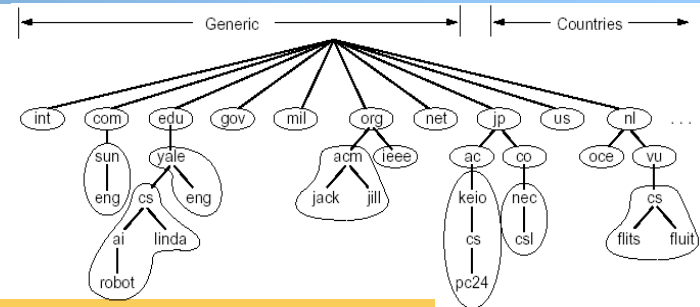 Generic Countries
int com edu gov mil org net jp us nl ...
sun yale acm ieee ac co oce vu
eng cs eng jack jill keio nec cs
ai linda cs csl flits fluit
robot pc24